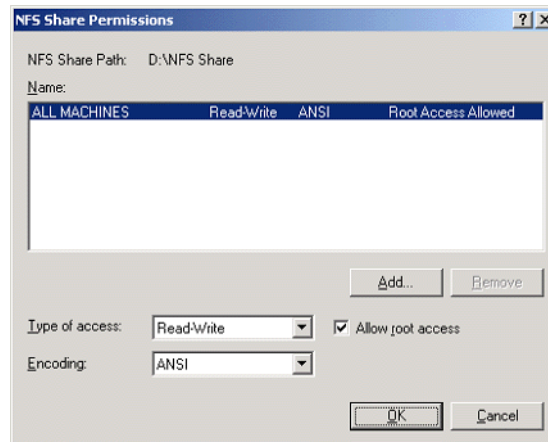 NFS Share Permissions
NFS Share Path: D:\NFS Share
Name:
ALL MACHINES Read-Write ANSI Root Access Allowed
Add... Remove
Type of access: Read-Write Allow root access
Encoding: ANSI
OK Cancel